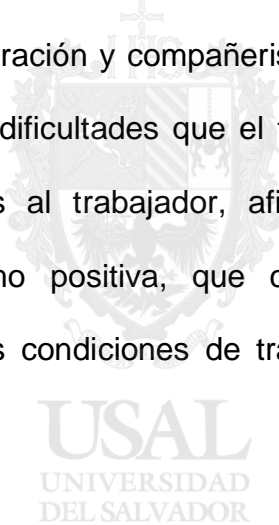 ración y compañeris
dificultades que el
s al trabajador, afi
no positiva, que
s condiciones de tra
USAL
UNIVERSIDAD
DEL SALVADOR